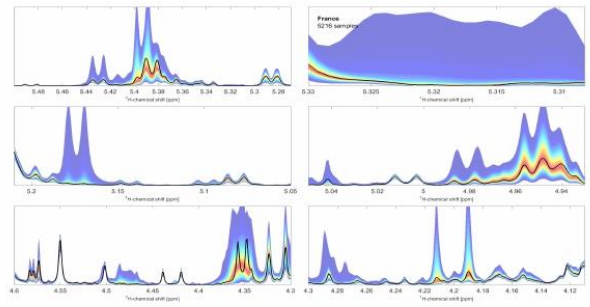 France
6216 samples
5.48 5.46 5.44 5.42 5.4 5.38 5.36 5.34 5.32 5.3 5.28
5.33 5.325 5.32 5.315 5.31
¹H-chemical shift [ppm] ¹H-chemical shift [ppm]
5.2 5.15 5.1 5.05
5.04 5.02 5 4.98 4.96 4.94
¹H-chemical shift [ppm] ¹H-chemical shift [ppm]
4.6 4.55 4.5 4.45 4.4 4.35 4.3
4.3 4.28 4.26 4.24 4.22 4.2 4.18 4.16 4.14 4.12
¹H-chemical shift [ppm] ¹H-chemical shift [ppm]